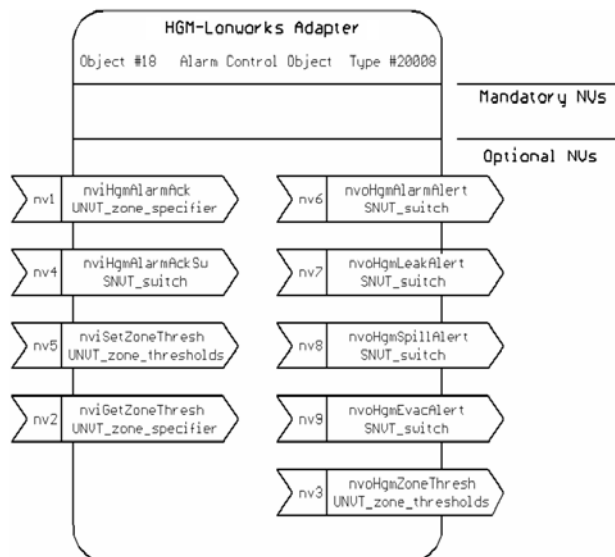 HGM-Lonworks Adapter
Object #18 Alarm Control Object Type #20008
Mandatory NVs
Optional NVs
nv1
nviHgmAlarmAck
UNVT_zone_specifier
nv6
nvoHgmAlarmAlert
SNVT_switch
nv4
nviHgmAlarmAckSw
SNVT_switch
nv7
nvoHgmLeakAlert
SNVT_switch
nv5
nviSetZoneThresh
UNVT_zone_thresholds
nv8
nvoHgmSpillAlert
SNVT_switch
nv2
nviGetZoneThresh
UNVT_zone_specifier
nv9
nvoHgmEvacAlert
SNVT_switch
nv3
nvoHgmZoneThresh
UNVT_zone_thresholds